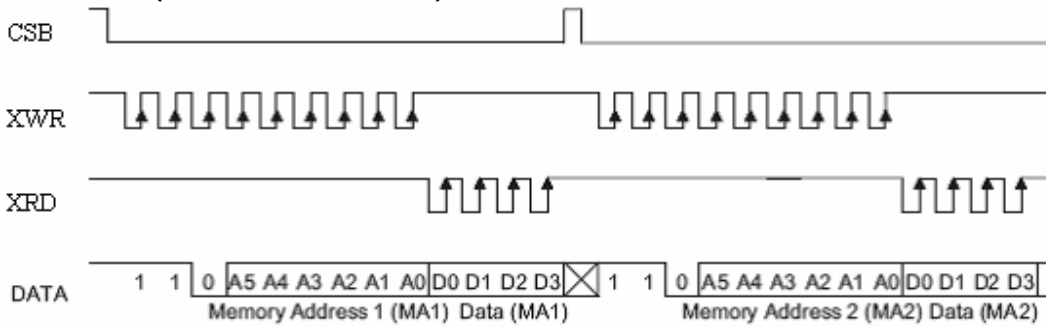 CSB
XWR
XRD
DATA 1 1 0 A5 A4 A3 A2 A1 A0 D0 D1 D2 D3 1 1 0 A5 A4 A3 A2 A1 A0 D0 D1 D2 D3
Memory Address 1 (MA1) Data (MA1) Memory Address 2 (MA2) Data (MA2)